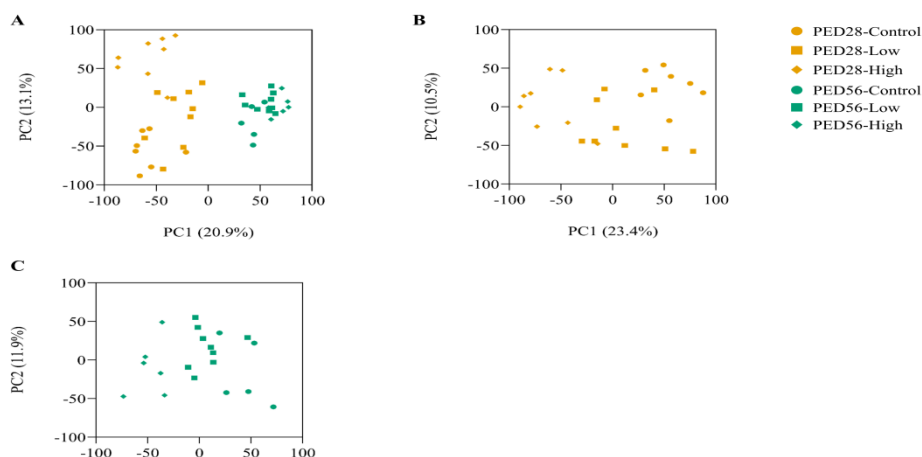 A
100
50
0
-50
-100
PC2 (13.1%)
-100 -50 0 50 100
PC1 (20.9%)
B
100
50
0
-50
-100
PC2 (10.5%)
-100 -50 0 50 100
PC1 (23.4%)
PED28-Control
PED28-Low
PED28-High
PED56-Control
PED56-Low
PED56-High
C
100
50
0
-50
-100
PC2 (11.9%)
-100 -50 0 50 100